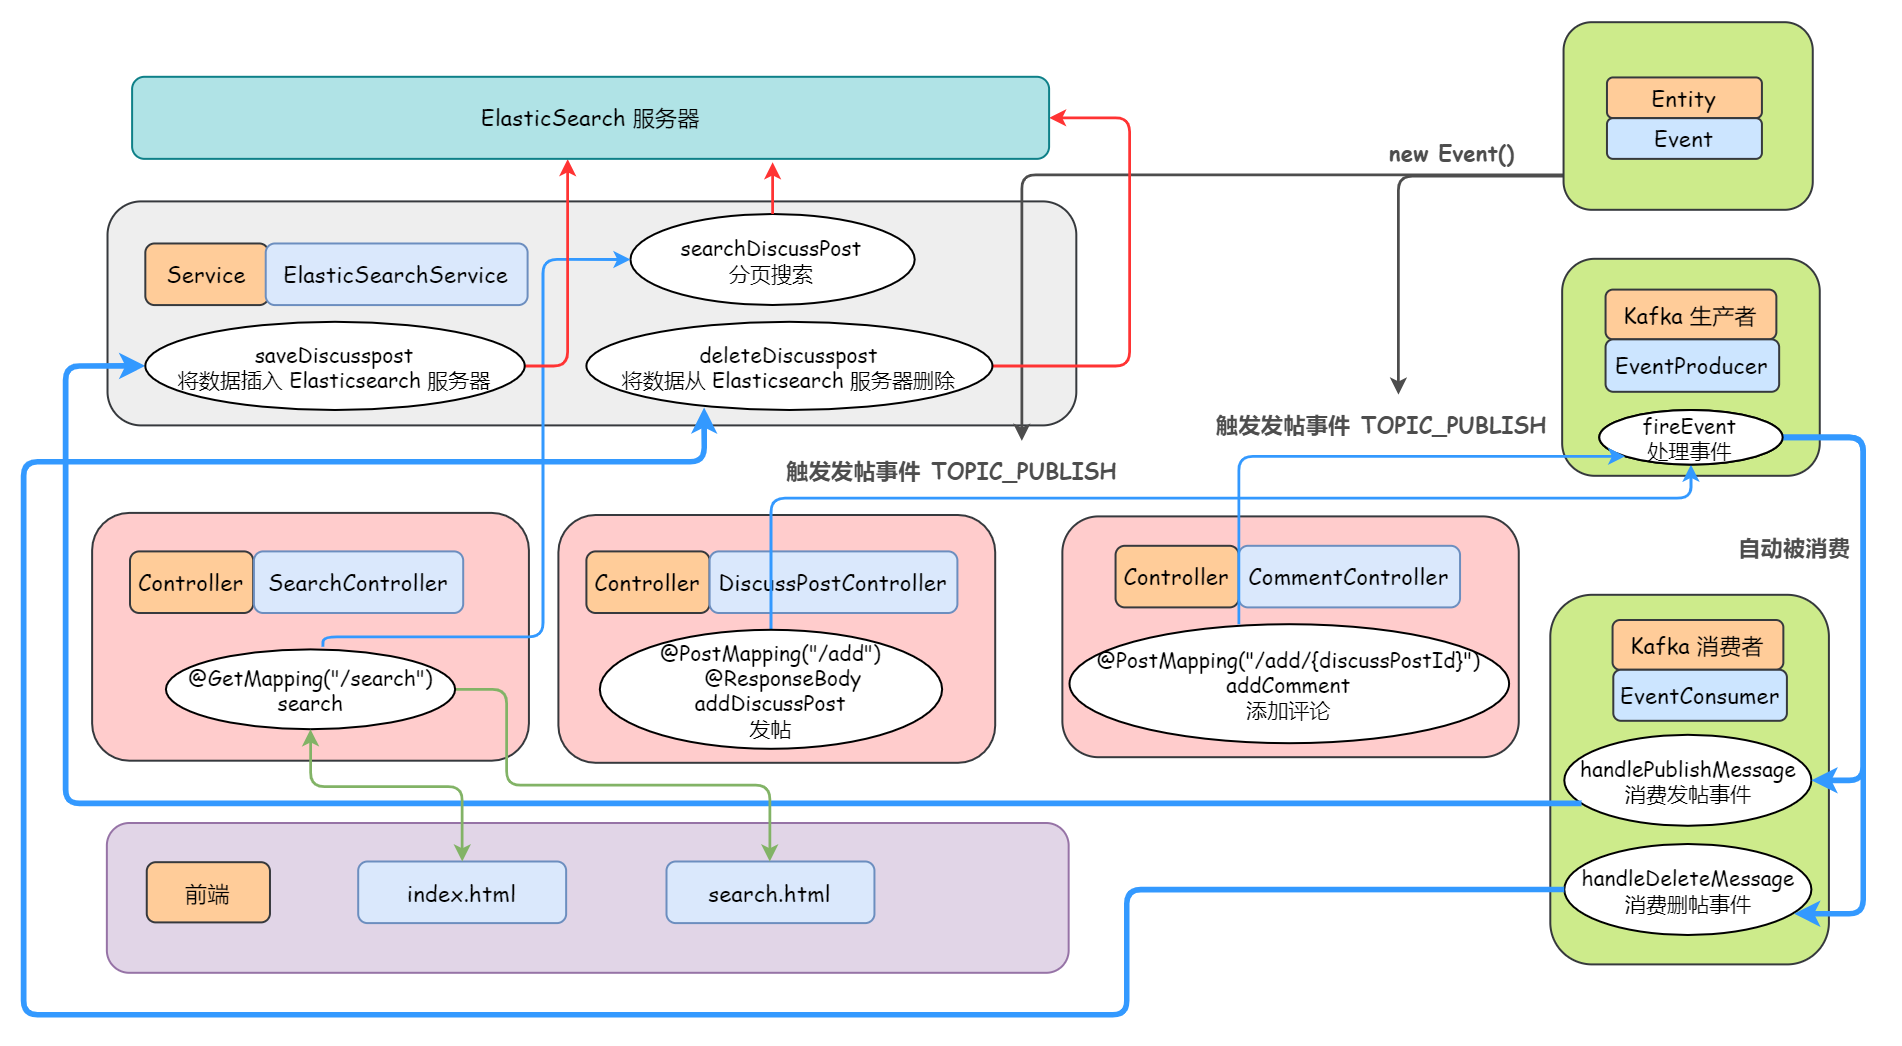 ElasticSearch 服务器
Entity
Event
new Event()
Service
ElasticSearchService
searchDiscussPost
分页搜索
saveDiscusspost
将数据插入 Elasticsearch 服务器
deleteDiscusspost
将数据从 Elasticsearch 服务器删除
Kafka 生产者
EventProducer
fireEvent
处理事件
触发发帖事件 TOPIC_PUBLISH
触发发帖事件 TOPIC_PUBLISH
自动被消费
Controller
SearchController
@GetMapping("/search")
search
Controller
DiscussPostController
@PostMapping("/add")
@ResponseBody
addDiscussPost
发帖
Controller
CommentController
@PostMapping("/add/{discussPostId}")
addComment
添加评论
Kafka 消费者
EventConsumer
handlePublishMessage
消费发帖事件
handleDeleteMessage
消费删帖事件
前端
index.html
search.html